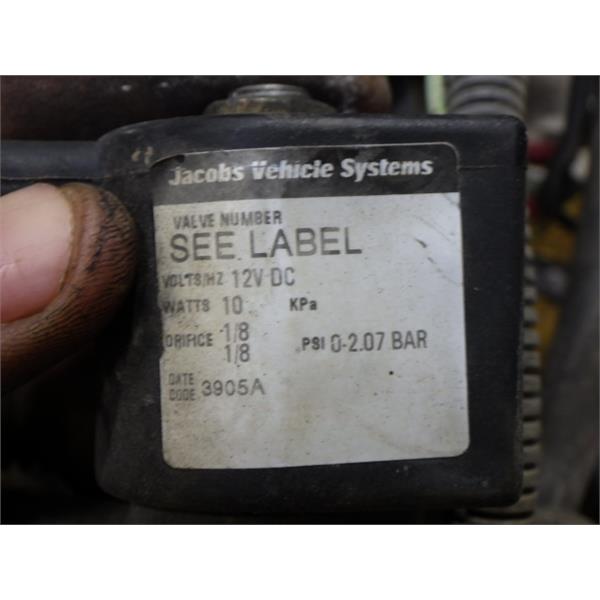 Jacobs Vehicle Systems
VALVE NUMBER
SEE LABEL
VOLTS/HZ 12V DC
WATTS 10 KPa
ORIFICE 1/8 PSI 0-2.07 BAR
1/8
DATE
CODE 3905A